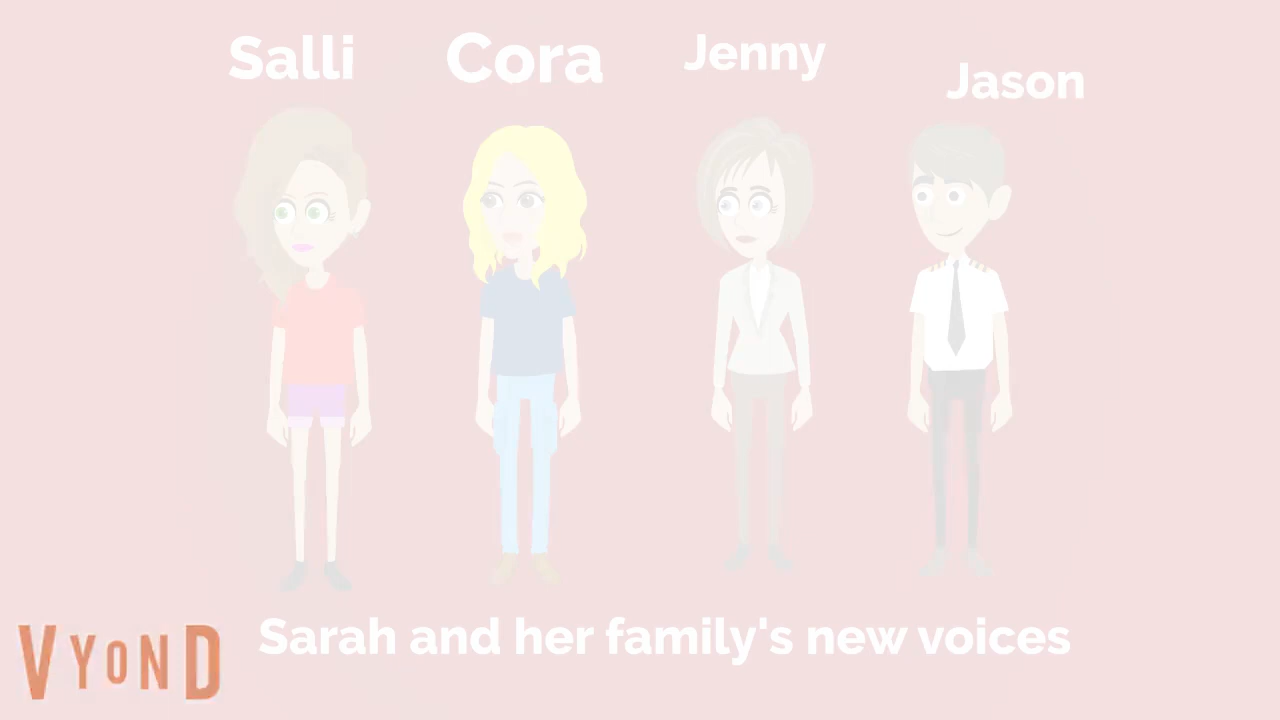 Salli
Cora
Jenny
Jason
Sarah and her family's new voices
VYOND